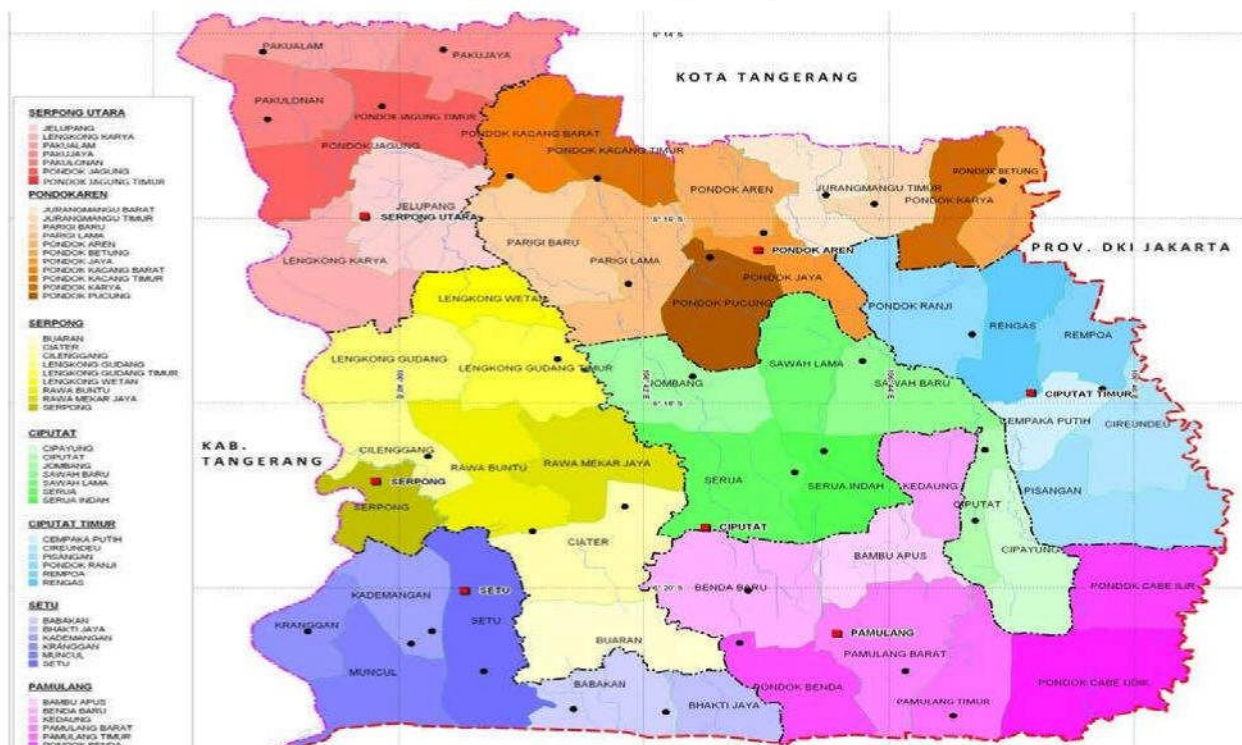 SERPONG UTARA
JELUPANG
LENGKONG KARYA
PAKUALAM
PAKUJAYA
PAKULONAN
PONDOK JAGUNG
PONDOK JAGUNG TIMUR
PONDOKAREN
JURANGMANGU BARAT
JURANGMANGU TIMUR
PARIGI BARU
PARIGI LAMA
PONDOK AREN
PONDOK BETUNG
PONDOK JAYA
PONDOK KACANG BARAT
PONDOK KACANG TIMUR
PONDOK KARYA
PONDOK PUCUNG
SERPONG
BUARAN
CIATER
CILENGGANG
LENGKONG GUDANG
LENGKONG GUDANG TIMUR
LENGKONG WETAN
RAWA BUNTU
RAWA MEKAR JAYA
SERPONG
CIPUTAT
CIPAYUNG
CIPUTAT
JOMBANG
SAWAH BARU
SAWAH LAMA
SERUA
SERUA INDAH
CIPUTAT TIMUR
CEMPAKA PUTIH
CIREUNDEU
PISANGAN
PONDOK RANJI
REMPOA
RENGAS
SETU
BABAKAN
BHAKTI JAYA
KADEMANGAN
KRANGGAN
MUNCUL
SETU
PAMULANG
BAMBU APUS
BENDA BARU
KEDAUNG
PAMULANG BARAT
PAMULANG TIMUR
PONDOK BENDA
6° 14' S
PAKUALAM
PAKUJAYA
KOTA TANGERANG
PAKULONAN
PONDOK JAGUNG TIMUR
PONDOK JAGUNG
PONDOK KACANG BARAT
PONDOK KACANG TIMUR
PONDOK AREN
JURANGMANGU TIMUR
PONDOK BETUNG
PONDOK KARYA
JELUPANG
SERPONG UTARA
6° 16' S
PARIGI BARU
PARIGI LAMA
PONDOK AREN
PROV. DKI JAKARTA
LENGKONG KARYA
PONDOK JAYA
PONDOK PUCUNG
PONDOK RANJI
RENGAS
REMPOA
LENGKONG WETAN
LENGKONG GUDANG
LENGKONG GUDANG TIMUR
JOMBANG
SAWAH LAMA
SAWAH BARU
CIPUTAT TIMUR
6° 18' S
CEMPAKA PUTIH
CIREUNDEU
KAB.
TANGERANG
CILENGGANG
RAWA BUNTU
RAWA MEKAR JAYA
SERPONG
SERPONG
SERUA
SERUA INDAH
KEDAUNG
PISANGAN
CIPUTAT
CIPUTAT
CIATER
BAMBU APUS
CIPAYUNG
6° 20' S
KADEMANGAN
SETU
SETU
BENDA BARU
PONDOK CABE ILIR
KRANGGAN
BUARAN
PAMULANG
PAMULANG BARAT
MUNCUL
BABAKAN
BHAKTI JAYA
PONDOK BENDA
PAMULANG TIMUR
PONDOK CABE UDIK